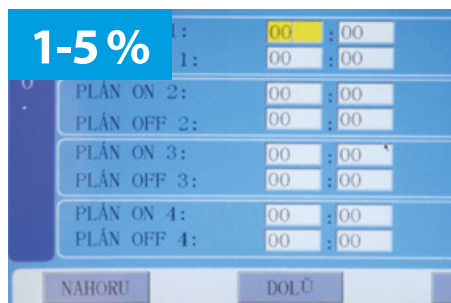 1-5 %
1: 00 : 00
1: 00 : 00
PLÁN ON 2: 00 : 00
PLÁN OFF 2: 00 : 00
PLÁN ON 3: 00 : 00
PLÁN OFF 3: 00 : 00
PLÁN ON 4: 00 : 00
PLÁN OFF 4: 00 : 00
NAHORU DOLŮ